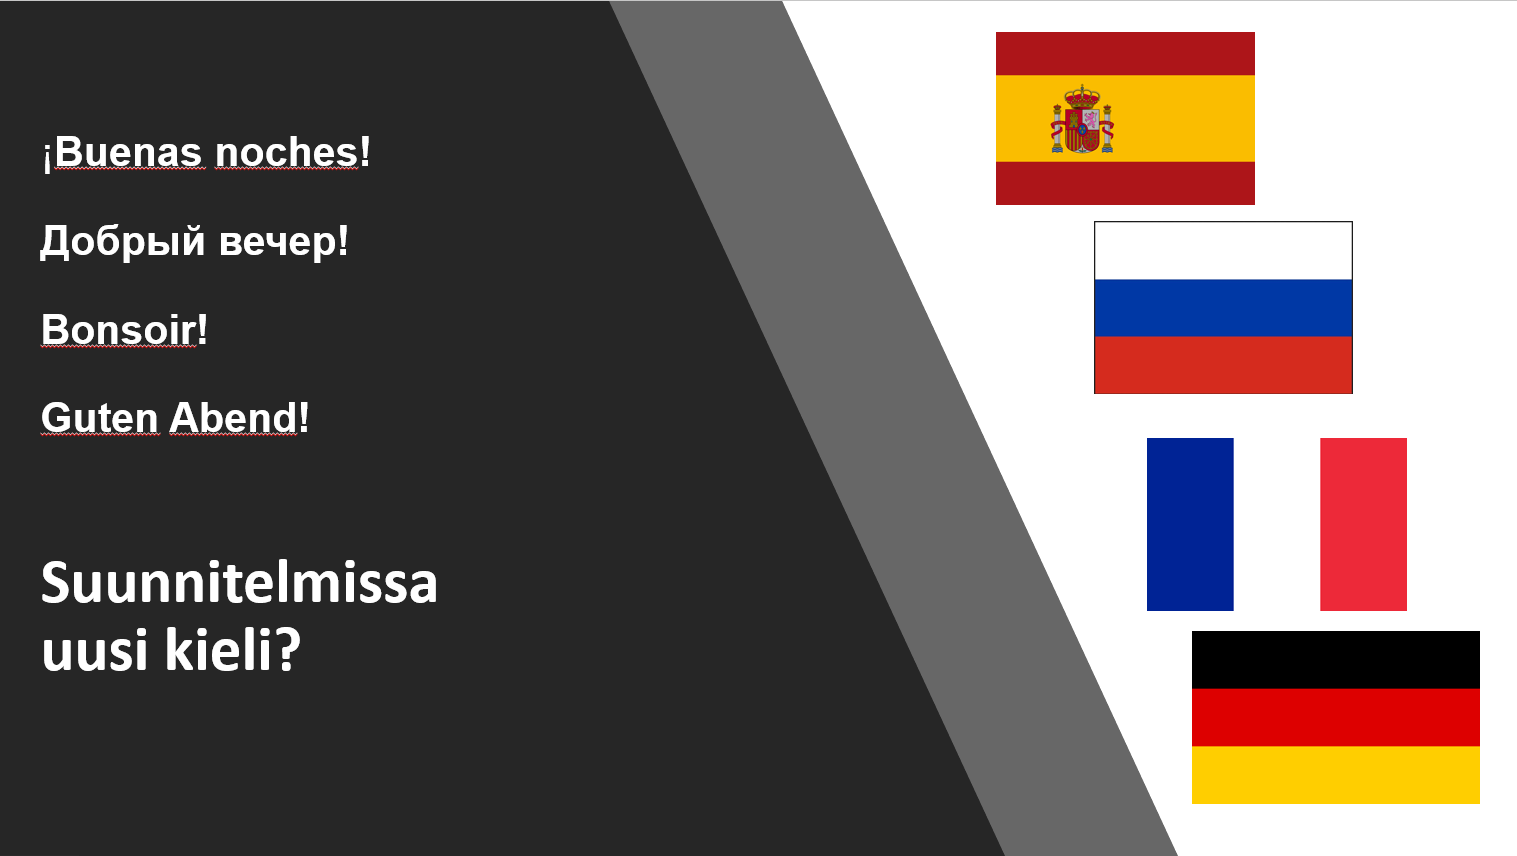 ¡Buenas noches!
Добрый вечер!
Bonsoir!
Guten Abend!
Suunnitelmissa
uusi kieli?